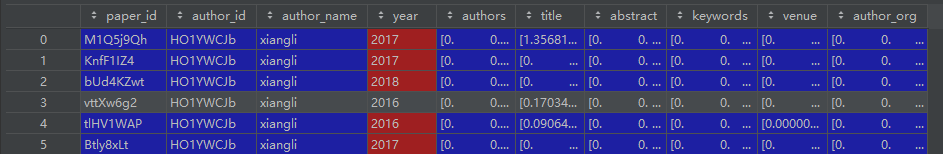 paper_id author_id author_name year authors title abstract keywords venue author_org
0 M1Q5j9Qh HO1YWCJb xiangli 2017 [0. 0.... [1.35681... [0. 0. ... [0. 0. ... [0. 0. ... [0. 0. ...
1 KnfF1IZ4 HO1YWCJb xiangli 2017 [0. 0.... [0. 0. ... [0. 0. ... [0. 0. ... [0. 0. ... [0. 0. ...
2 bUd4KZwt HO1YWCJb xiangli 2018 [0. 0.... [0. 0. ... [0. 0. ... [0. 0. ... [0. 0. ... [0. 0. ...
3 vttXw6g2 HO1YWCJb xiangli 2016 [0. 0.... [0.17034... [0. 0. ... [0. 0. ... [0. 0. ... [0. 0. ...
4 tlHV1WAP HO1YWCJb xiangli 2016 [0. 0.... [0.09064... [0. 0. ... [0. 0. ... [0.00000... [0. 0. ...
5 Btly8xLt HO1YWCJb xiangli 2017 [0. 0.... [0. 0. ... [0. 0. ... [0. 0. ... [0. 0. ... [0. 0. ...